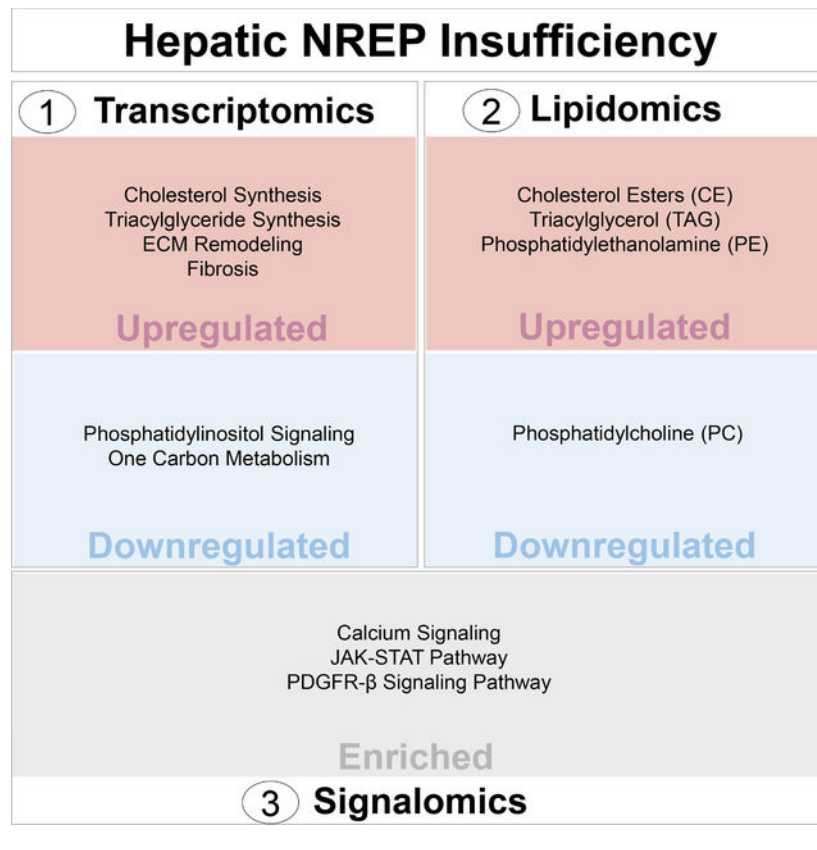 Hepatic NREP Insufficiency
1 Transcriptomics
Cholesterol Synthesis
Triacylglyceride Synthesis
ECM Remodeling
Fibrosis
Upregulated
Phosphatidylinositol Signaling
One Carbon Metabolism
Downregulated
2 Lipidomics
Cholesterol Esters (CE)
Triacylglycerol (TAG)
Phosphatidylethanolamine (PE)
Upregulated
Phosphatidylcholine (PC)
Downregulated
Calcium Signaling
JAK-STAT Pathway
PDGFR-β Signaling Pathway
Enriched
3 Signalomics